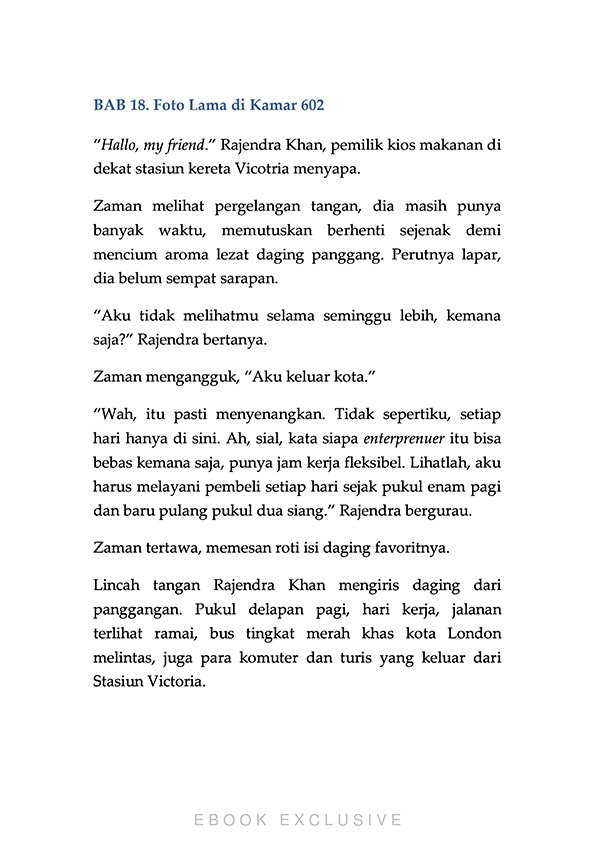 BAB 18. Foto Lama di Kamar 602
“Hallo, my friend.” Rajendra Khan, pemilik kios makanan di
dekat stasiun kereta Vicotria menyapa.
Zaman melihat pergelangan tangan, dia masih punya
banyak waktu, memutuskan berhenti sejenak demi
mencium aroma lezat daging panggang. Perutnya lapar,
dia belum sempat sarapan.
“Aku tidak melihatmu selama seminggu lebih, kemana
saja?” Rajendra bertanya.
Zaman mengangguk, “Aku keluar kota.”
“Wah, itu pasti menyenangkan. Tidak sepertiku, setiap
hari hanya di sini. Ah, sial, kata siapa enterprenuer itu bisa
bebas kemana saja, punya jam kerja fleksibel. Lihatlah, aku
harus melayani pembeli setiap hari sejak pukul enam pagi
dan baru pulang pukul dua siang.” Rajendra bergurau.
Zaman tertawa, memesan roti isi daging favoritnya.
Lincah tangan Rajendra Khan mengiris daging dari
panggangan. Pukul delapan pagi, hari kerja, jalanan
terlihat ramai, bus tingkat merah khas kota London
melintas, juga para komuter dan turis yang keluar dari
Stasiun Victoria.
EBOOK EXCLUSIVE